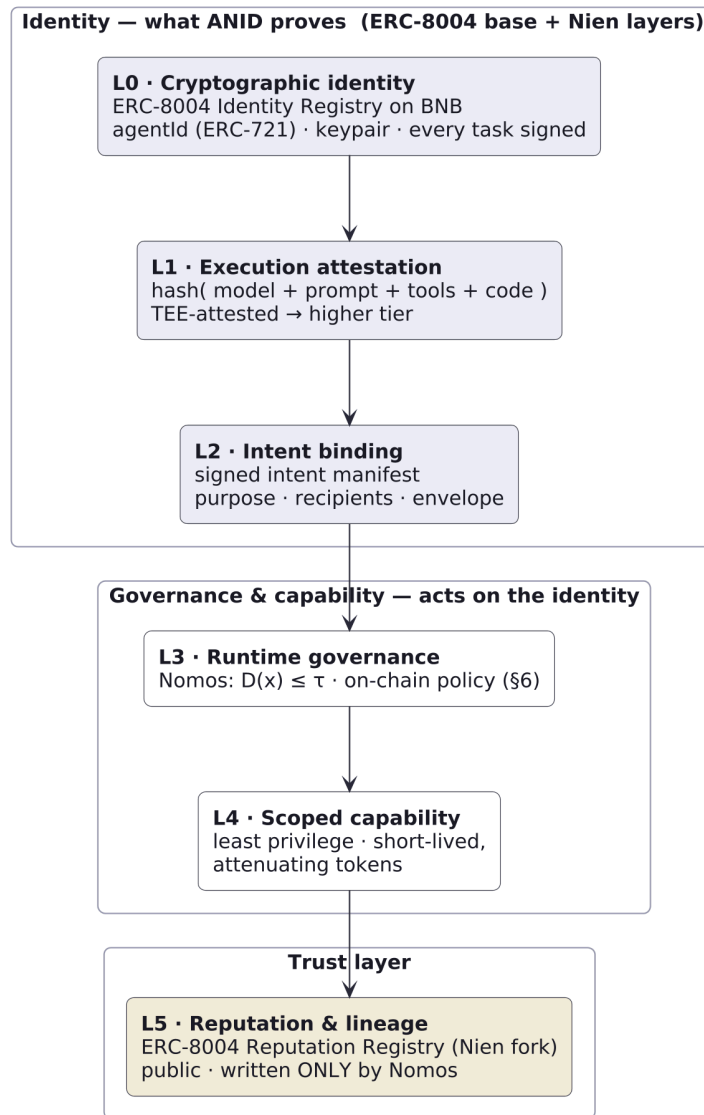 Identity — what ANID proves (ERC-8004 base + Nien layers)
L0 · Cryptographic identity
ERC-8004 Identity Registry on BNB
agentId (ERC-721) · keypair · every task signed
L1 · Execution attestation
hash( model + prompt + tools + code )
TEE-attested → higher tier
L2 · Intent binding
signed intent manifest
purpose · recipients · envelope
Governance & capability — acts on the identity
L3 · Runtime governance
Nomos: D(x) ≤ τ · on-chain policy (§6)
L4 · Scoped capability
least privilege · short-lived,
attenuating tokens
Trust layer
L5 · Reputation & lineage
ERC-8004 Reputation Registry (Nien fork)
public · written ONLY by Nomos